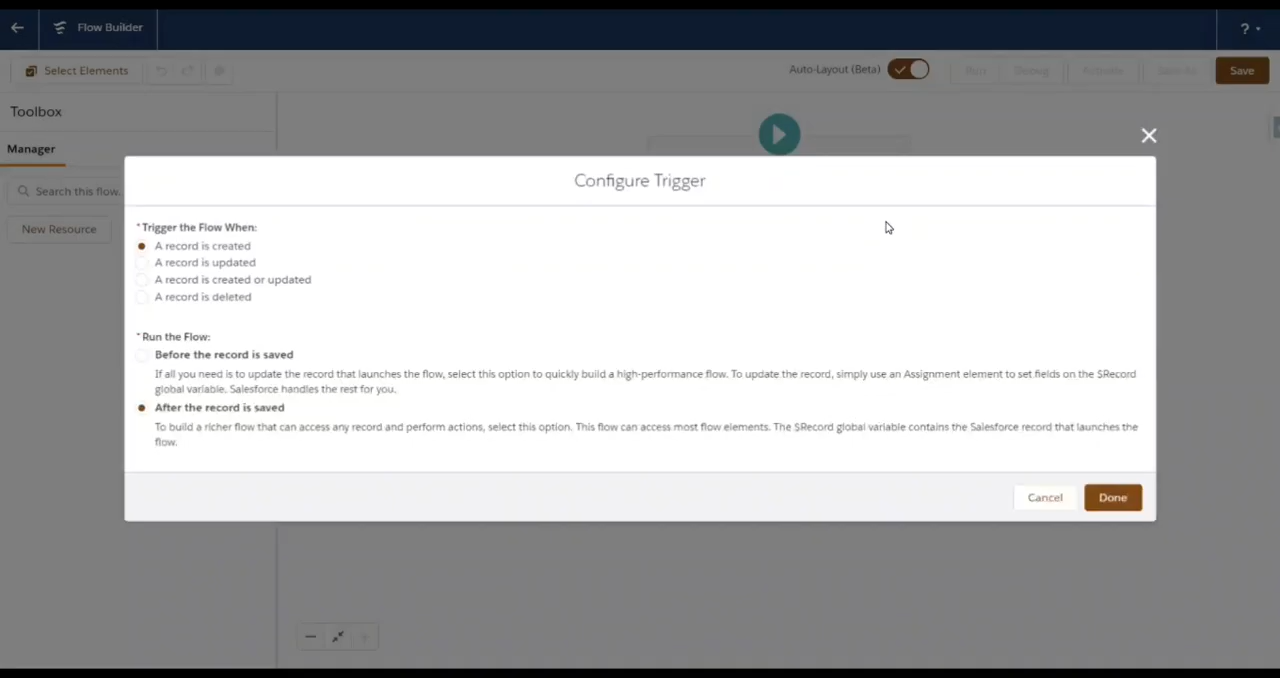 Flow Builder
?
Select Elements
Auto-Layout (Beta)
Run
Debug
Activate
Save As
Save
Toolbox
Manager
Search this flow.
New Resource
Configure Trigger
*Trigger the Flow When:
A record is created
A record is updated
A record is created or updated
A record is deleted
*Run the Flow:
Before the record is saved
If all you need is to update the record that launches the flow, select this option to quickly build a high-performance flow. To update the record, simply use an Assignment element to set fields on the $Record
global variable. Salesforce handles the rest for you.
After the record is saved
To build a richer flow that can access any record and perform actions, select this option. This flow can access most flow elements. The $Record global variable contains the Salesforce record that launches the
flow.
Cancel
Done